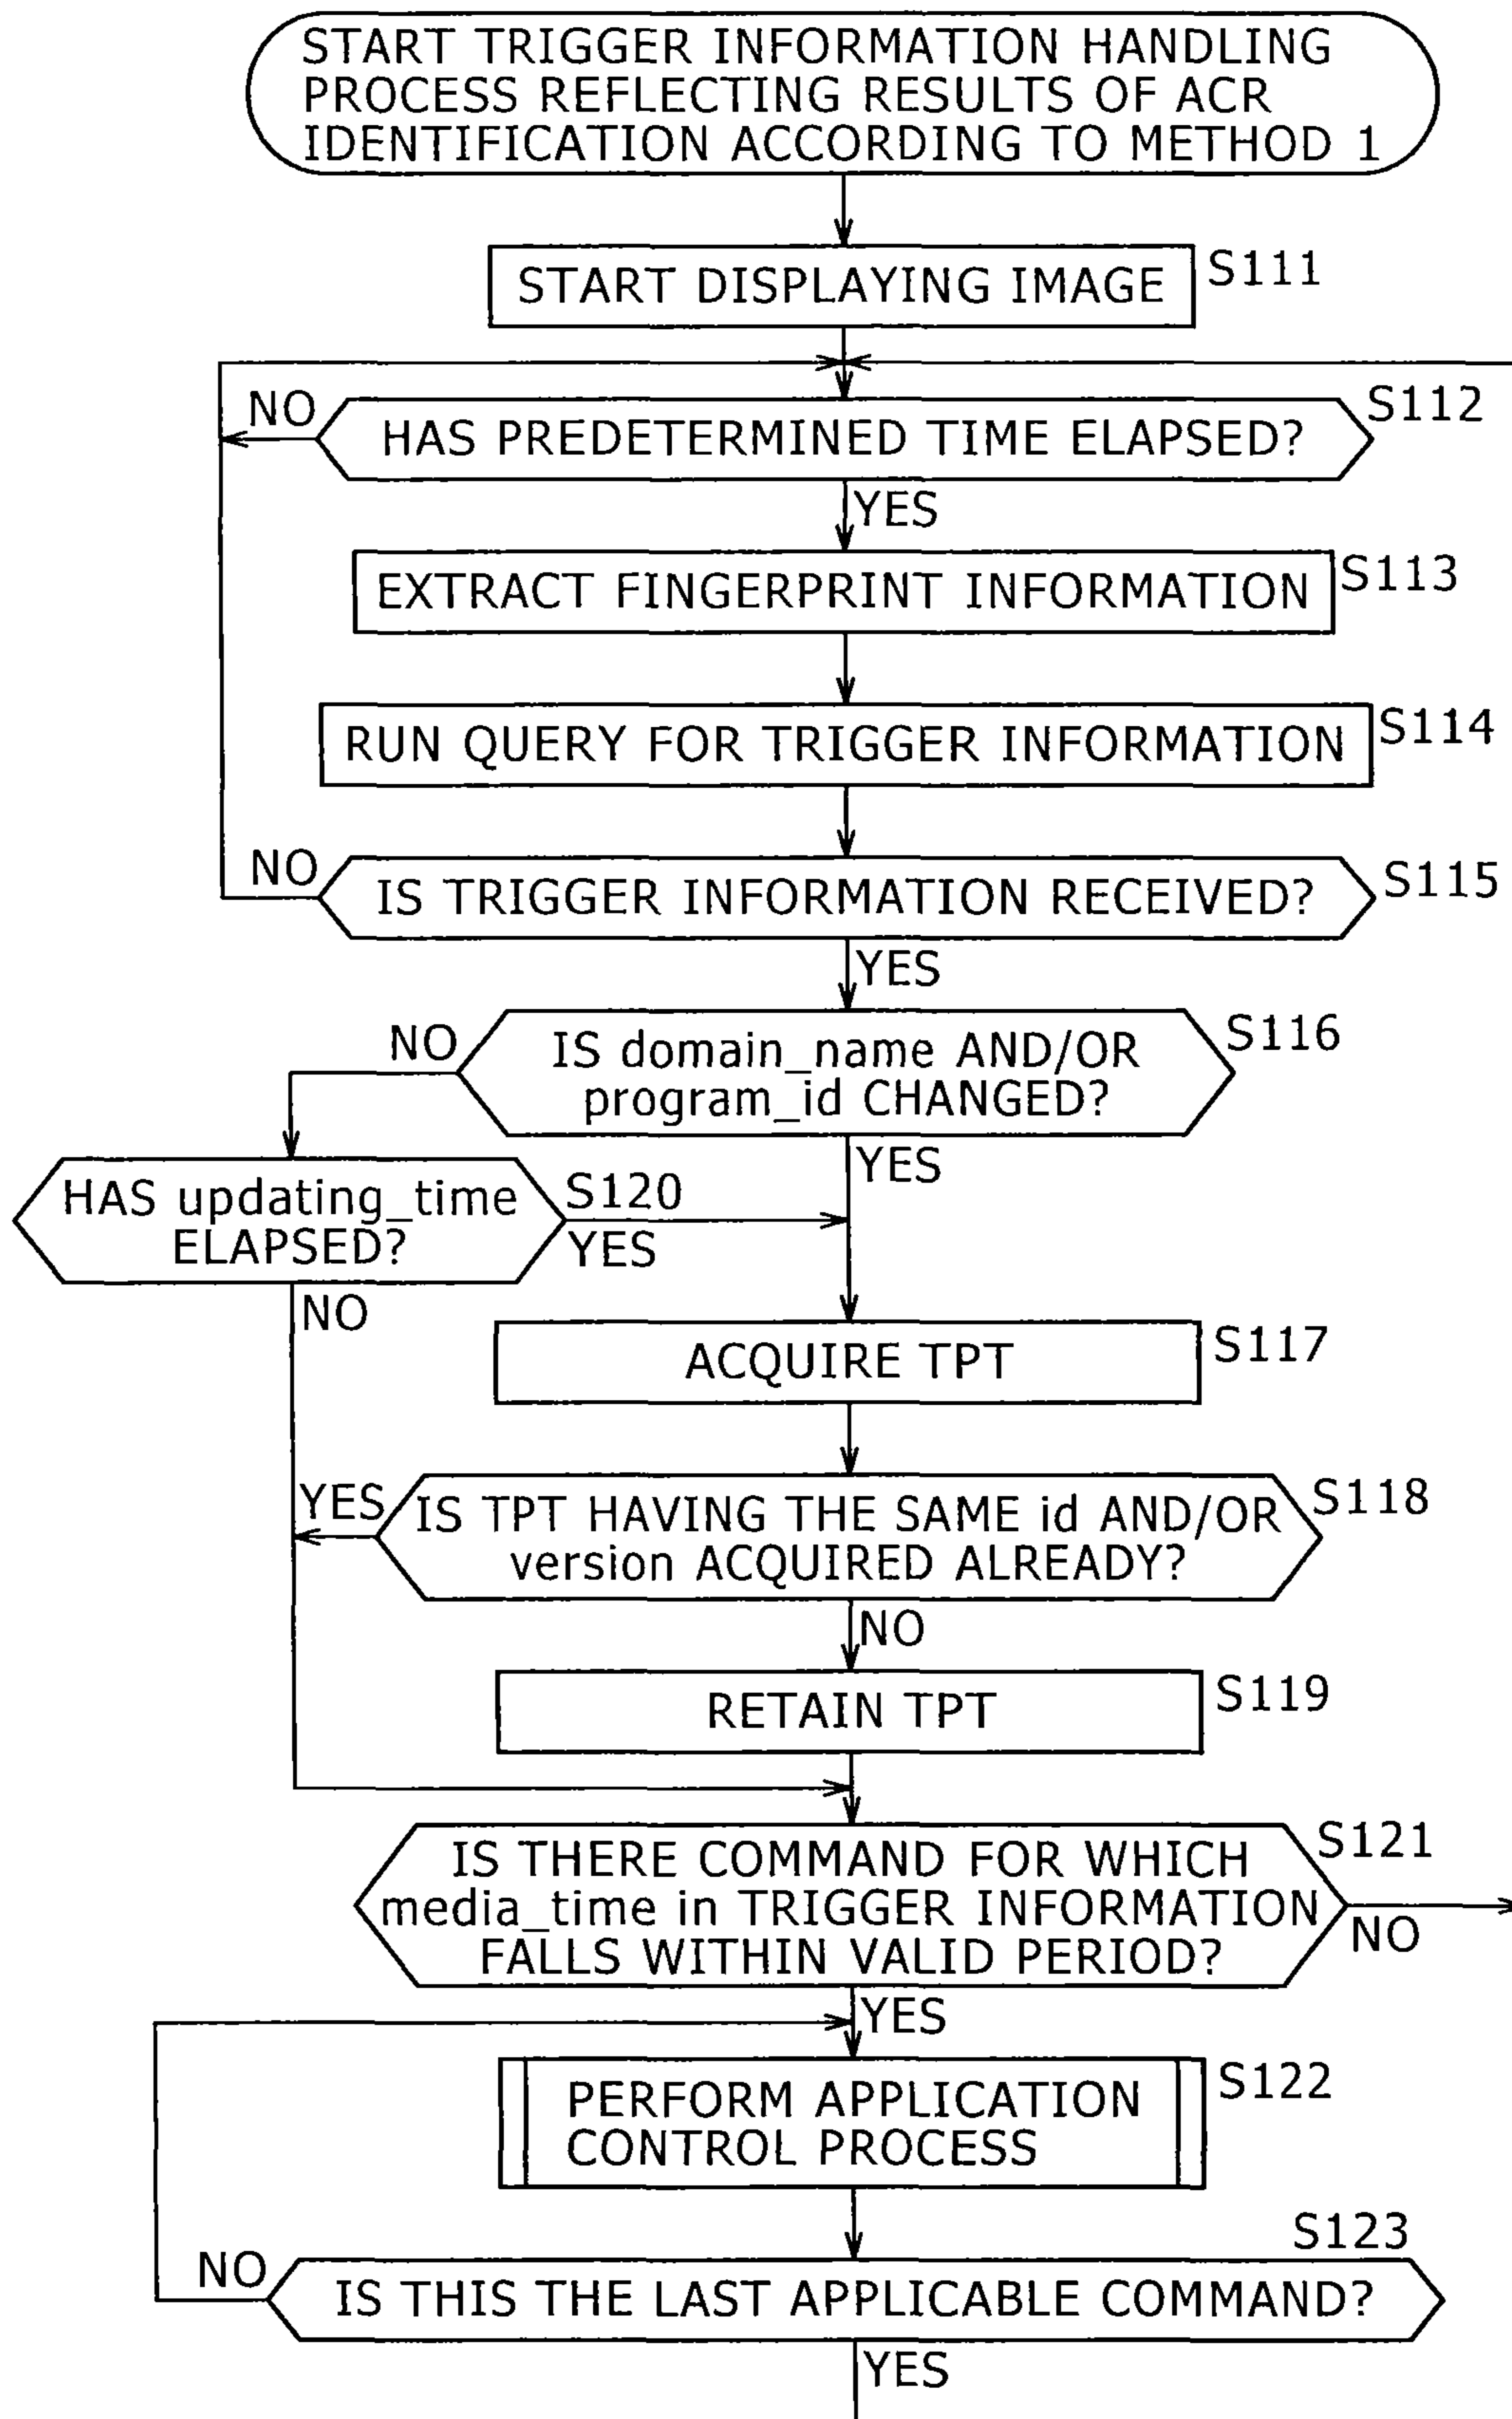 START TRIGGER INFORMATION HANDLING
PROCESS REFLECTING RESULTS OF ACR
IDENTIFICATION ACCORDING TO METHOD 1
START DISPLAYING IMAGE
S111
NO
HAS PREDETERMINED TIME ELAPSED?
S112
YES
EXTRACT FINGERPRINT INFORMATION
S113
RUN QUERY FOR TRIGGER INFORMATION
S114
NO
IS TRIGGER INFORMATION RECEIVED?
S115
YES
NO
IS domain_name AND/OR
program_id CHANGED?
S116
YES
HAS updating_time
ELAPSED?
S120
YES
NO
ACQUIRE TPT
S117
YES
IS TPT HAVING THE SAME id AND/OR
version ACQUIRED ALREADY?
S118
NO
RETAIN TPT
S119
IS THERE COMMAND FOR WHICH
media_time in TRIGGER INFORMATION
FALLS WITHIN VALID PERIOD?
S121
NO
YES
PERFORM APPLICATION
CONTROL PROCESS
S122
S123
NO
IS THIS THE LAST APPLICABLE COMMAND?
YES